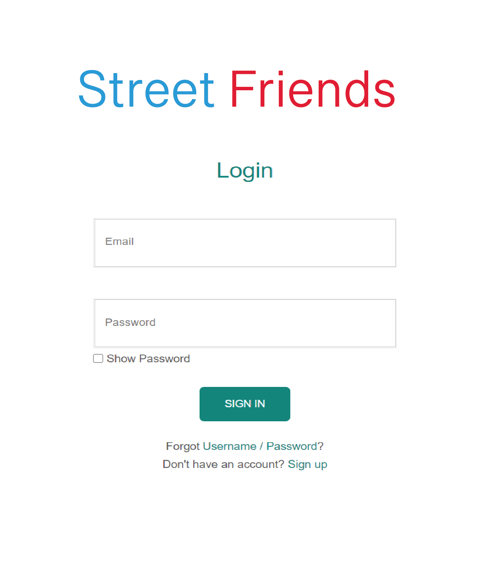 Street Friends
Login
Email
Password
Show Password
SIGN IN
Forgot Username / Password?
Don't have an account? Sign up